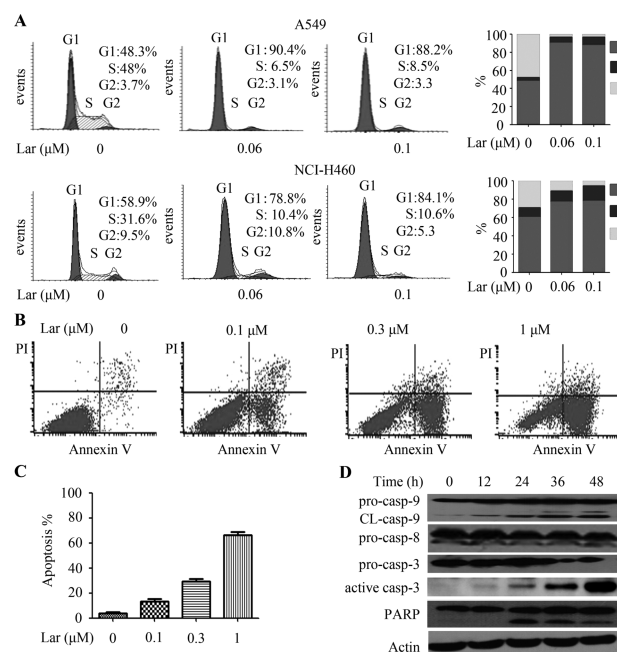 A
A549
G1
G1:48.3%
S:48%
G2:3.7%
S G2
events
G1:90.4%
S: 6.5%
G2:3.1%
S G2
events
G1
G1:88.2%
S:8.5%
G2:3.3
S G2
events
%
100
80
60
40
20
0
0 0.06 0.1
Lar (μM) 0 0.06 0.1
NCI-H460
G1
G1:58.9%
S:31.6%
G2:9.5%
S G2
events
G1
G1:78.8%
S: 10.4%
G2:10.8%
S G2
events
G1
G1:84.1%
S:10.6%
G2:5.3
S G2
events
%
100
80
60
40
20
0
0 0.06 0.1
Lar (μM) 0 0.06 0.1
B
Lar (μM) 0 0.1 μM 0.3 μM 1 μM
PI PI PI PI
Annexin V Annexin V Annexin V Annexin V
C
Apoptosis %
100
80
60
40
20
0
Lar (μM) 0 0.1 0.3 1
D
Time (h) 0 12 24 36 48
pro-casp-9
CL-casp-9
pro-casp-8
pro-casp-3
active casp-3
PARP
Actin